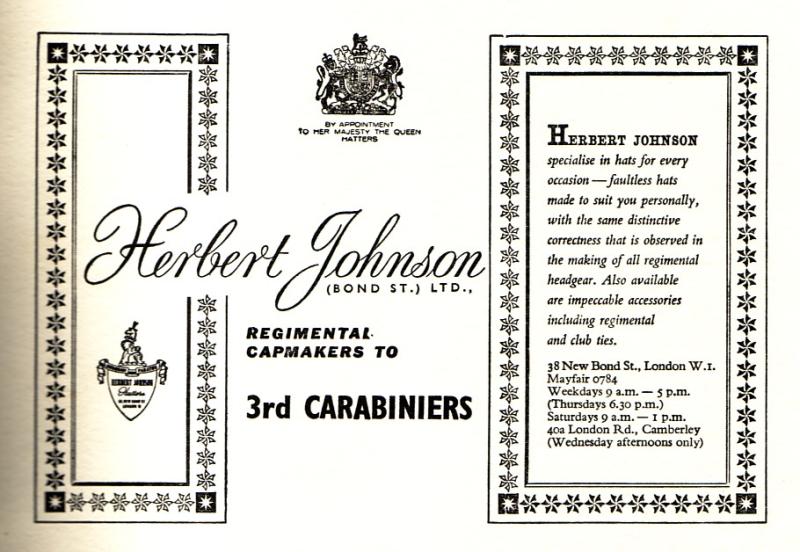 BY APPOINTMENT
TO HER MAJESTY THE QUEEN
HATTERS
Herbert Johnson
(BOND ST.) LTD.,
REGIMENTAL
CAPMAKERS TO
3rd CARABINIERS
HERBERT JOHNSON
Hatters
HERBERT JOHNSON
specialise in hats for every
occasion — faultless hats
made to suit you personally,
with the same distinctive
correctness that is observed in
the making of all regimental
headgear. Also available
are impeccable accessories
including regimental
and club ties.
38 New Bond St., London W.1.
Mayfair 0784
Weekdays 9 a.m. — 5 p.m.
(Thursdays 6.30 p.m.)
Saturdays 9 a.m. — 1 p.m.
40a London Rd., Camberley
(Wednesday afternoons only)